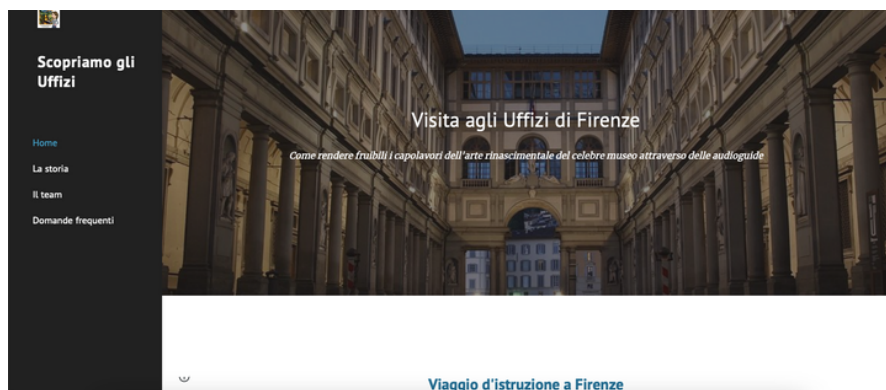 Scopriamo gli
Uffizi
Home
La storia
Il team
Domande frequenti
Visita agli Uffizi di Firenze
Come rendere fruibili i capolavori dell'arte rinascimentale del celebre museo attraverso delle audioguide
Viaggio d'istruzione a Firenze